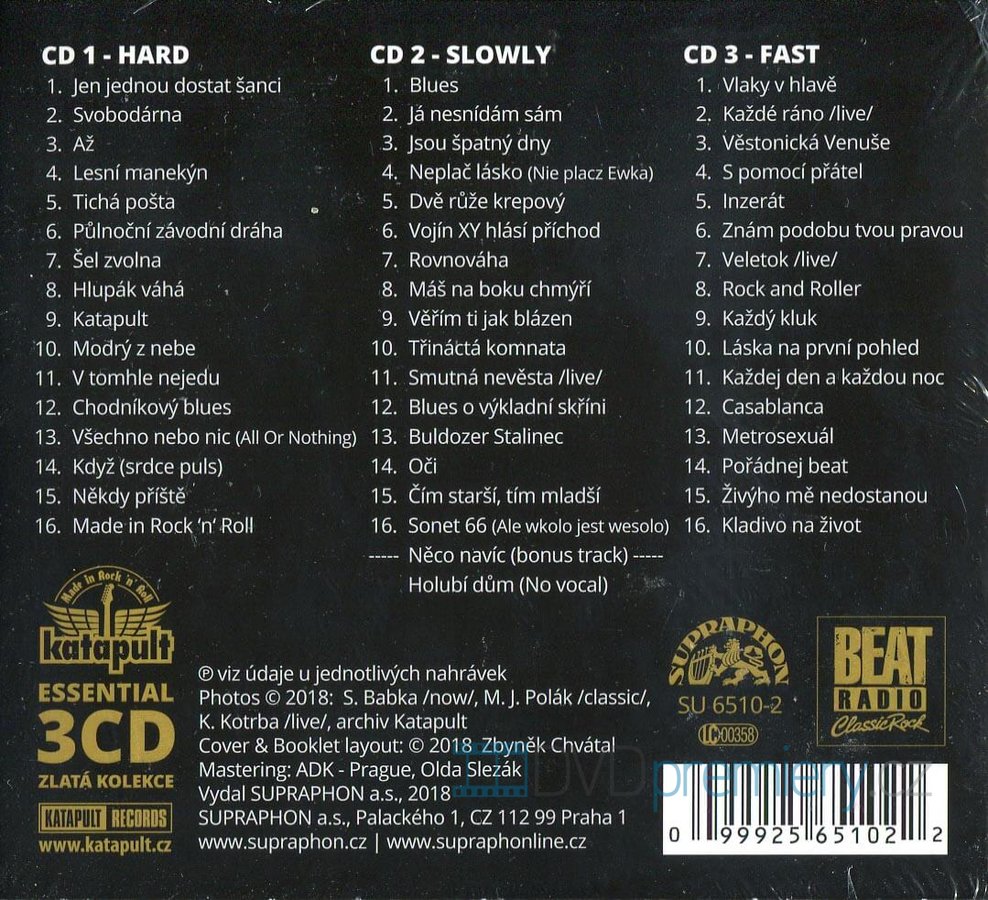 CD 1 - HARD
1. Jen jednou dostat šanci
2. Svobodárna
3. Až
4. Lesní manekýn
5. Tichá pošta
6. Půlnoční závodní dráha
7. Šel zvolna
8. Hlupák váhá
9. Katapult
10. Modrý z nebe
11. V tomhle nejedu
12. Chodníkový blues
13. Všechno nebo nic (All Or Nothing)
14. Když (srdce puls)
15. Někdy příště
16. Made in Rock ‘n‘ Roll
CD 2 - SLOWLY
1. Blues
2. Já nesnídám sám
3. Jsou špatný dny
4. Neplač lásko (Nie placz Ewka)
5. Dvě růže krepový
6. Vojín XY hlásí příchod
7. Rovnováha
8. Máš na boku chmýří
9. Věřím ti jak blázen
10. Třináctá komnata
11. Smutná nevěsta /live/
12. Blues o výkladní skříni
13. Buldozer Stalinec
14. Oči
15. Čím starší, tím mladší
16. Sonet 66 (Ale wkolo jest wesolo)
----- Něco navíc (bonus track) -----
Holubí dům (No vocal)
CD 3 - FAST
1. Vlaky v hlavě
2. Každé ráno /live/
3. Věstonická Venuše
4. S pomocí přátel
5. Inzerát
6. Znám podobu tvou pravou
7. Veletok /live/
8. Rock and Roller
9. Každý kluk
10. Láska na první pohled
11. Každej den a každou noc
12. Casablanca
13. Metrosexuál
14. Pořádnej beat
15. Živýho mě nedostanou
16. Kladivo na život
Made in Rock 'n' Roll
katapult
ESSENTIAL
3CD
ZLATÁ KOLEKCE
KATAPULT RECORDS
www.katapult.cz
℗ viz údaje u jednotlivých nahrávek
Photos © 2018: S. Babka /now/, M. J. Polák /classic/,
K. Kotrba /live/, archiv Katapult
Cover & Booklet layout: © 2018 Zbyněk Chvátal
Mastering: ADK - Prague, Olda Slezák
Vydal SUPRAPHON a.s., 2018
SUPRAPHON a.s., Palackého 1, CZ 112 99 Praha 1
www.supraphon.cz | www.supraphonline.cz
SUPRAPHON
SU 6510-2
LC 00358
BEAT
RADIO
ClassicRock
DVDpremiery.cz
0 99925 65102 2